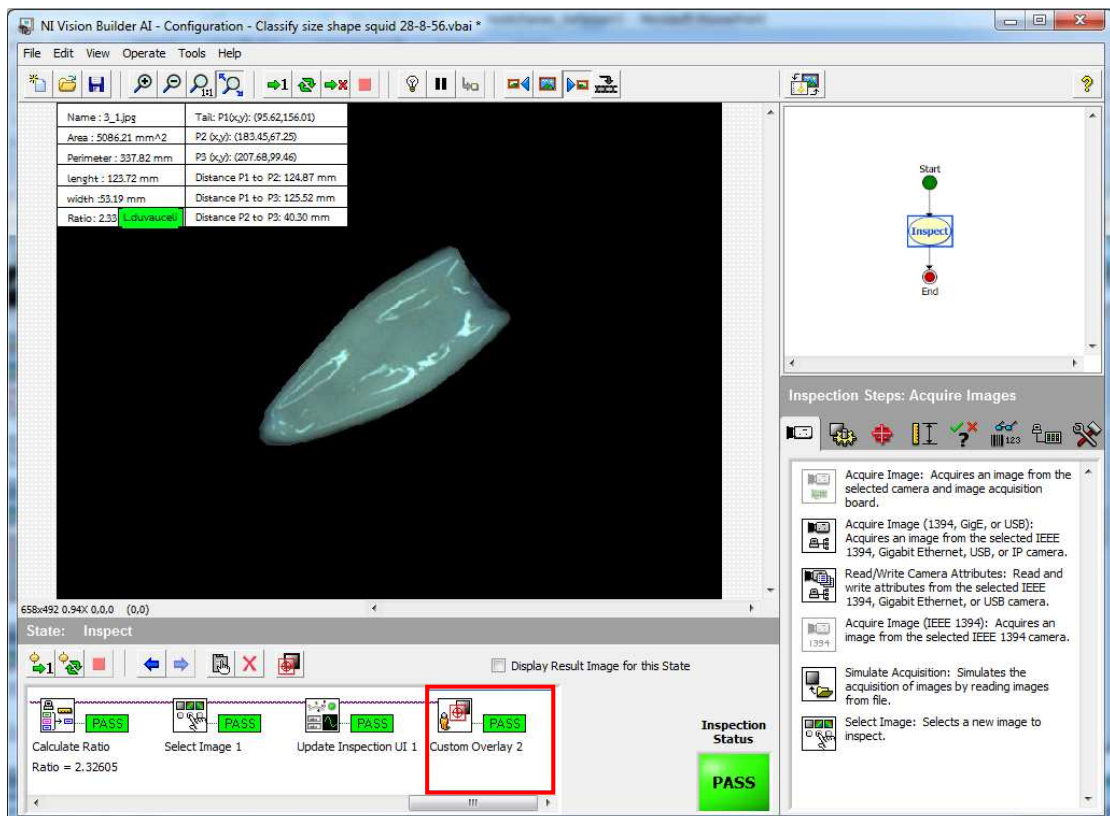 NI Vision Builder AI - Configuration - Classify size shape squid 28-8-56.vbai *
File Edit View Operate Tools Help
1:1
1
?
Name : 3_1.jpg Tail: P1(x,y): (95.62,156.01)
Area : 5086.21 mm^2 P2 (x,y): (183.45,67.25)
Perimeter : 337.82 mm P3 (x,y): (207.68,99.46)
lenght : 123.72 mm Distance P1 to P2: 124.87 mm
width :53.19 mm Distance P1 to P3: 125.52 mm
Ratio: 2.33 L.duvauceli Distance P2 to P3: 40.30 mm
Start
Inspect
End
658x492 0.94X 0,0,0 (0,0)
Inspection Steps: Acquire Images
? 123
Acquire Image: Acquires an image from the
selected camera and image acquisition
board.
Acquire Image (1394, GigE, or USB):
Acquires an image from the selected IEEE
1394, Gigabit Ethernet, USB, or IP camera.
Read/Write Camera Attributes: Read and
write attributes from the selected IEEE
1394, Gigabit Ethernet, or USB camera.
1394
Acquire Image (IEEE 1394): Acquires an
image from the selected IEEE 1394 camera.
Simulate Acquisition: Simulates the
acquisition of images by reading images
from file.
Select Image: Selects a new image to
inspect.
State: Inspect
1
Display Result Image for this State
PASS PASS PASS PASS
Calculate Ratio Select Image 1 Update Inspection UI 1 Custom Overlay 2
Ratio = 2.32605
Inspection
Status
PASS